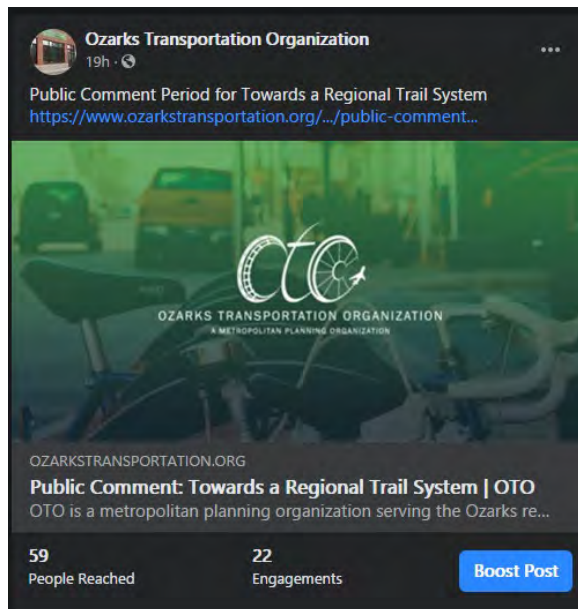 Ozarks Transportation Organization
19h ·
Public Comment Period for Towards a Regional Trail System
https://www.ozarkstransportation.org/.../public-comment...
oto
OZARKS TRANSPORTATION ORGANIZATION
A METROPOLITAN PLANNING ORGANIZATION
OZARKSTRANSPORTATION.ORG
Public Comment: Towards a Regional Trail System | OTO
OTO is a metropolitan planning organization serving the Ozarks re...
59
22
People Reached
Engagements
Boost Post